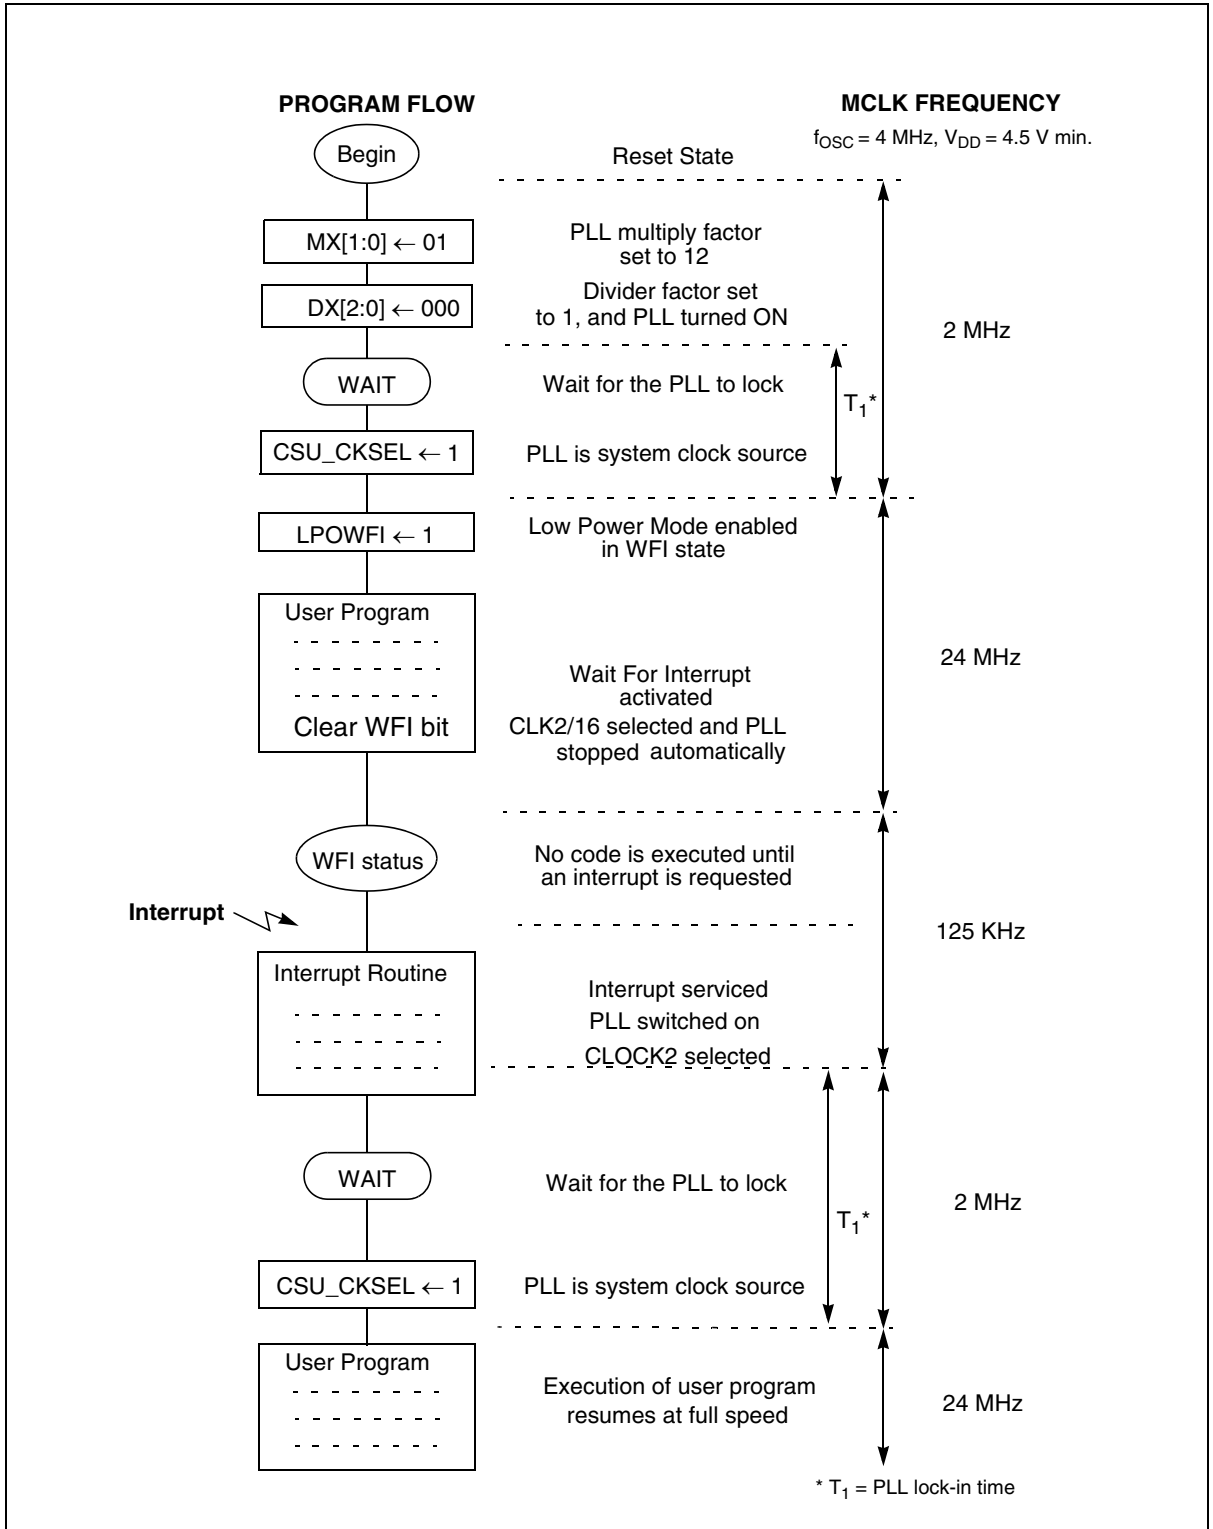 PROGRAM FLOW
MCLK FREQUENCY
fOSC = 4 MHz, VDD = 4.5 V min.
Begin
Reset State
MX[1:0] ← 01
PLL multiply factor
set to 12
DX[2:0] ← 000
Divider factor set
to 1, and PLL turned ON
2 MHz
WAIT
Wait for the PLL to lock
T1*
CSU_CKSEL ← 1
PLL is system clock source
LPOWFI ← 1
Low Power Mode enabled
in WFI state
User Program
24 MHz
Wait For Interrupt
activated
Clear WFI bit
CLK2/16 selected and PLL
stopped automatically
WFI status
No code is executed until
an interrupt is requested
Interrupt
125 KHz
Interrupt Routine
Interrupt serviced
PLL switched on
CLOCK2 selected
WAIT
Wait for the PLL to lock
T1*
2 MHz
CSU_CKSEL ← 1
PLL is system clock source
User Program
Execution of user program
resumes at full speed
24 MHz
* T1 = PLL lock-in time